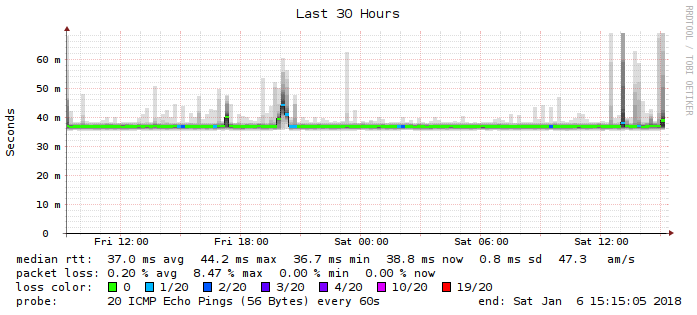 Last 30 Hours
RRDTOOL / TOBI OETIKER
Seconds
60 m
50 m
40 m
30 m
20 m
10 m
0
Fri 12:00 Fri 18:00 Sat 00:00 Sat 06:00 Sat 12:00
median rtt: 37.0 ms avg 44.2 ms max 36.7 ms min 38.8 ms now 0.8 ms sd 47.3 am/s
packet loss: 0.20 % avg 8.47 % max 0.00 % min 0.00 % now
loss color: 0 1/20 2/20 3/20 4/20 10/20 19/20
probe: 20 ICMP Echo Pings (56 Bytes) every 60s end: Sat Jan 6 15:15:05 2018